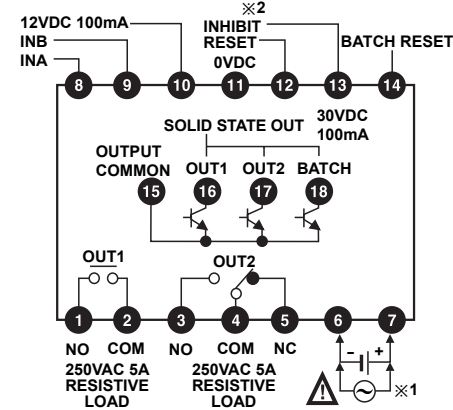 ※2
12VDC 100mA
INHIBIT
INB
RESET
BATCH RESET
INA
0VDC
8 9 10 11 12 13 14
SOLID STATE OUT
30VDC
100mA
OUTPUT
COMMON
OUT1 OUT2 BATCH
15 16 17 18
OUT1
OUT2
1 2 3 4 5 6 7
NO COM NO COM NC
- +
250VAC 5A
RESISTIVE
LOAD
250VAC 5A
RESISTIVE
LOAD
!
※1